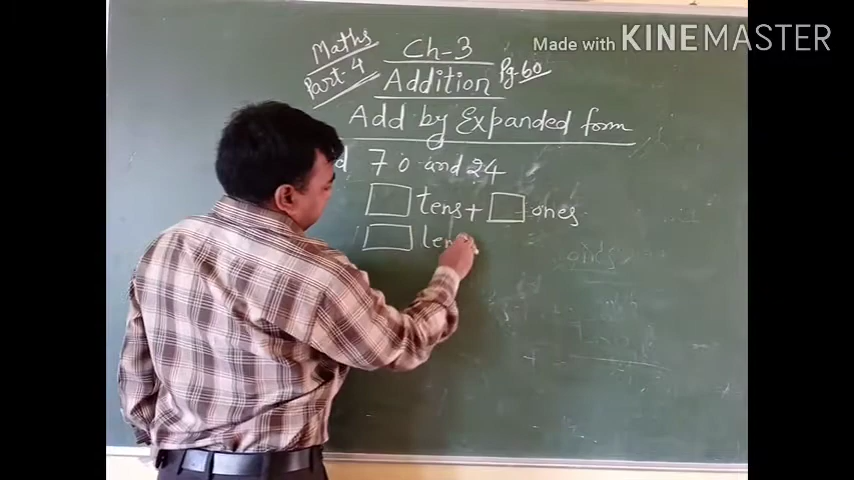 Made with KINEMASTER
Maths
Part-4
Ch-3
Addition
Pg-60
Add by Expanded form
70 and 24
tens + ones